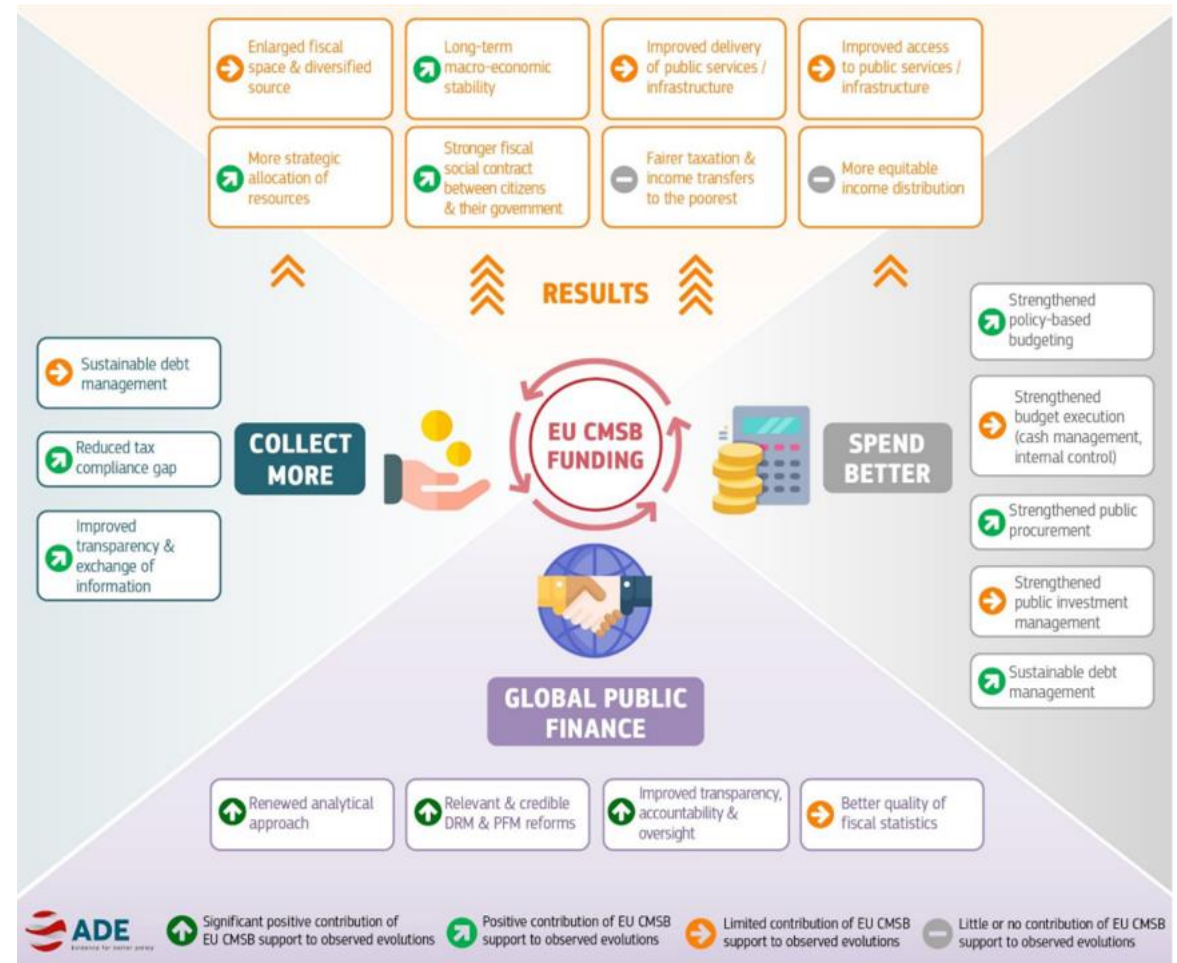 Enlarged fiscal
space & diversified
source
Long-term
macro-economic
stability
Improved delivery
of public services /
infrastructure
Improved access
to public services /
infrastructure
More strategic
allocation of
resources
Stronger fiscal
social contract
between citizens
& their government
Fairer taxation &
income transfers
to the poorest
More equitable
income distribution
RESULTS
Sustainable debt
management
Reduced tax
compliance gap
Improved
transparency &
exchange of
information
COLLECT
MORE
EU CMSB
FUNDING
SPEND
BETTER
Strengthened
policy-based
budgeting
Strengthened
budget execution
(cash management,
internal control)
Strengthened public
procurement
Strengthened
public investment
management
Sustainable debt
management
GLOBAL PUBLIC
FINANCE
Renewed analytical
approach
Relevant & credible
DRM & PFM reforms
Improved transparency,
accountability &
oversight
Better quality of
fiscal statistics
ADE
Evidence for better policy
Significant positive contribution of
EU CMSB support to observed evolutions
Positive contribution of EU CMSB
support to observed evolutions
Limited contribution of EU CMSB
support to observed evolutions
Little or no contribution of EU CMSB
support to observed evolutions